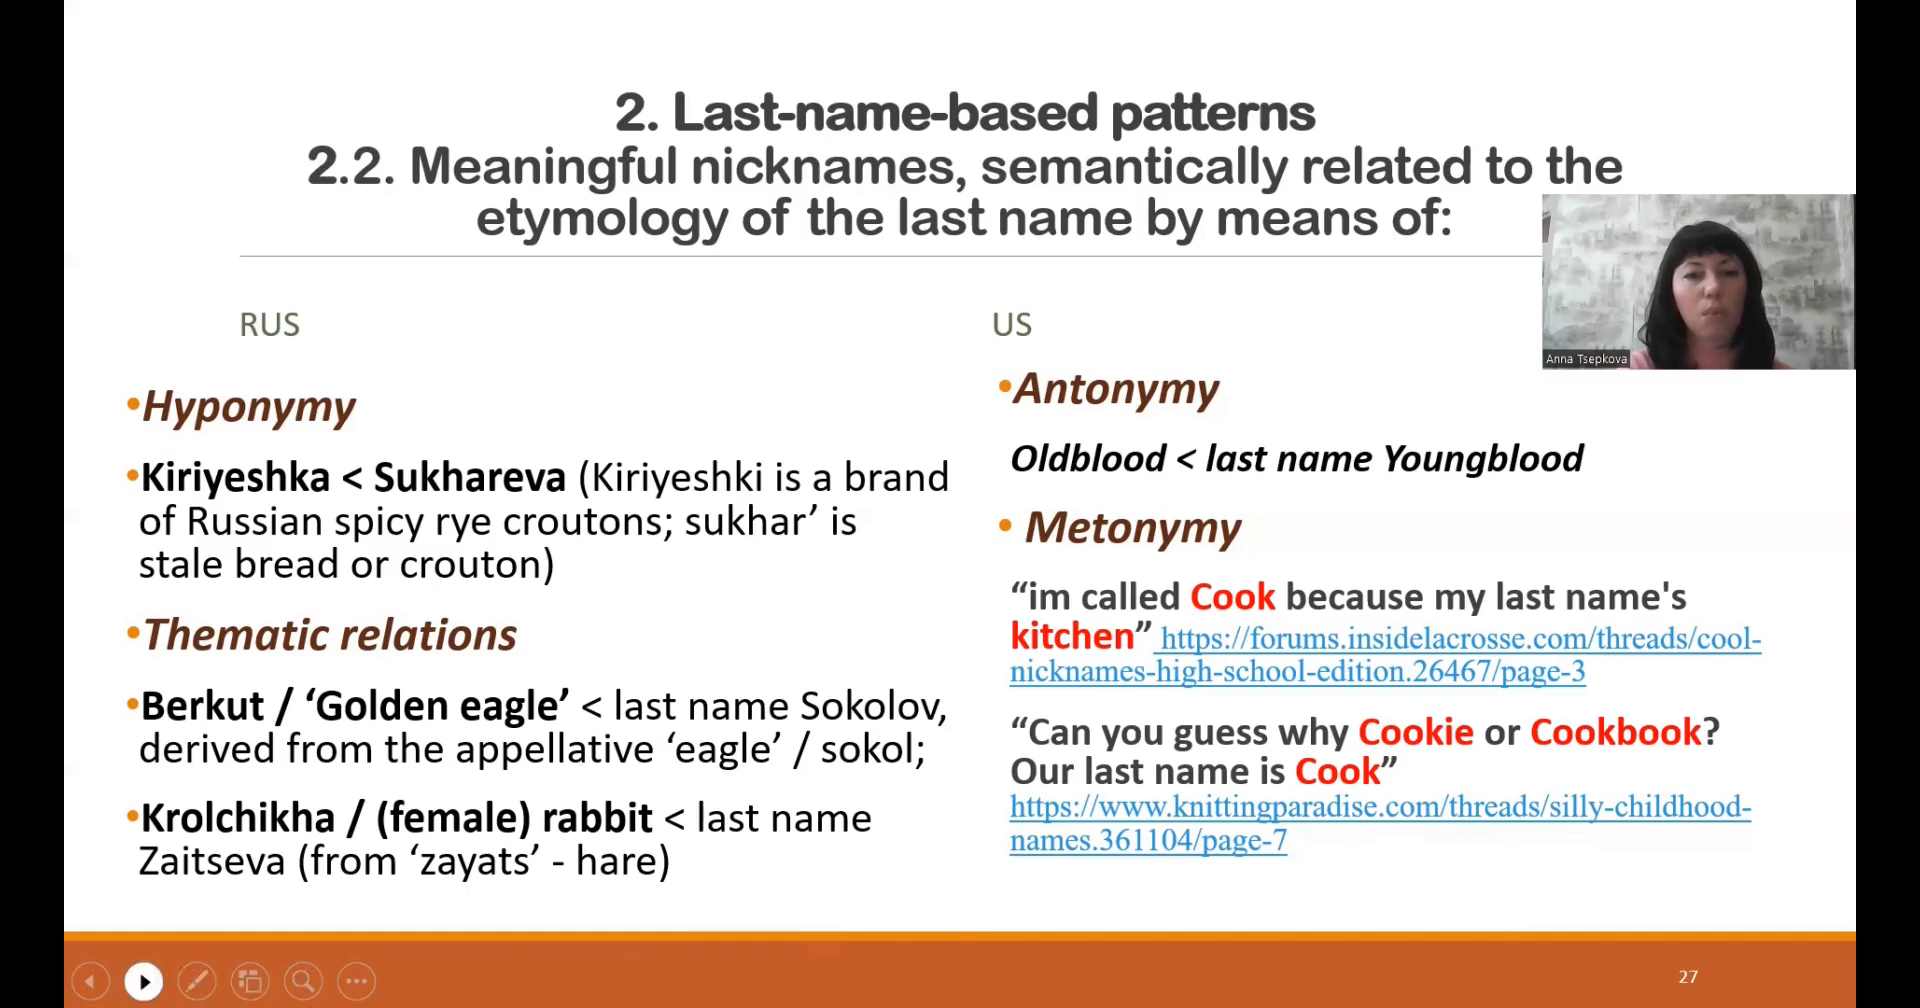 2. Last-name-based patterns
2.2. Meaningful nicknames, semantically related to the
etymology of the last name by means of:
RUS
•Hyponymy
•Kiriyeshka < Sukhareva (Kiriyeshki is a brand
of Russian spicy rye croutons; sukhar’ is
stale bread or crouton)
•Thematic relations
•Berkut / ‘Golden eagle’ < last name Sokolov,
derived from the appellative ‘eagle’ / sokol;
•Krolchikha / (female) rabbit < last name
Zaitseva (from ‘zayats’ - hare)
US
•Antonymy
Oldblood < last name Youngblood
• Metonymy
“im called Cook because my last name's
kitchen” https://forums.insidelacrosse.com/threads/cool-
nicknames-high-school-edition.26467/page-3
“Can you guess why Cookie or Cookbook?
Our last name is Cook”
https://www.knittingparadise.com/threads/silly-childhood-
names.361104/page-7
Anna Tsepkova
27